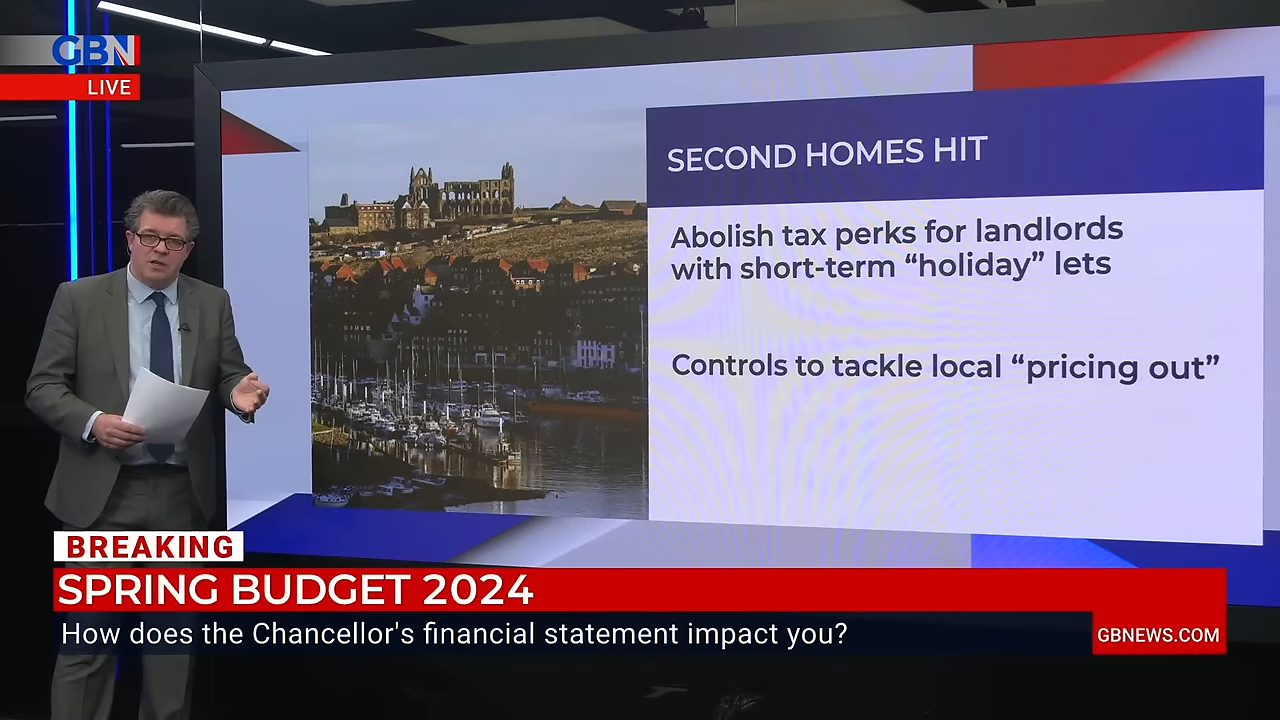 GBN
LIVE
SECOND HOMES HIT
Abolish tax perks for landlords
with short-term “holiday” lets
Controls to tackle local “pricing out”
BREAKING
SPRING BUDGET 2024
How does the Chancellor's financial statement impact you?
GBNEWS.COM